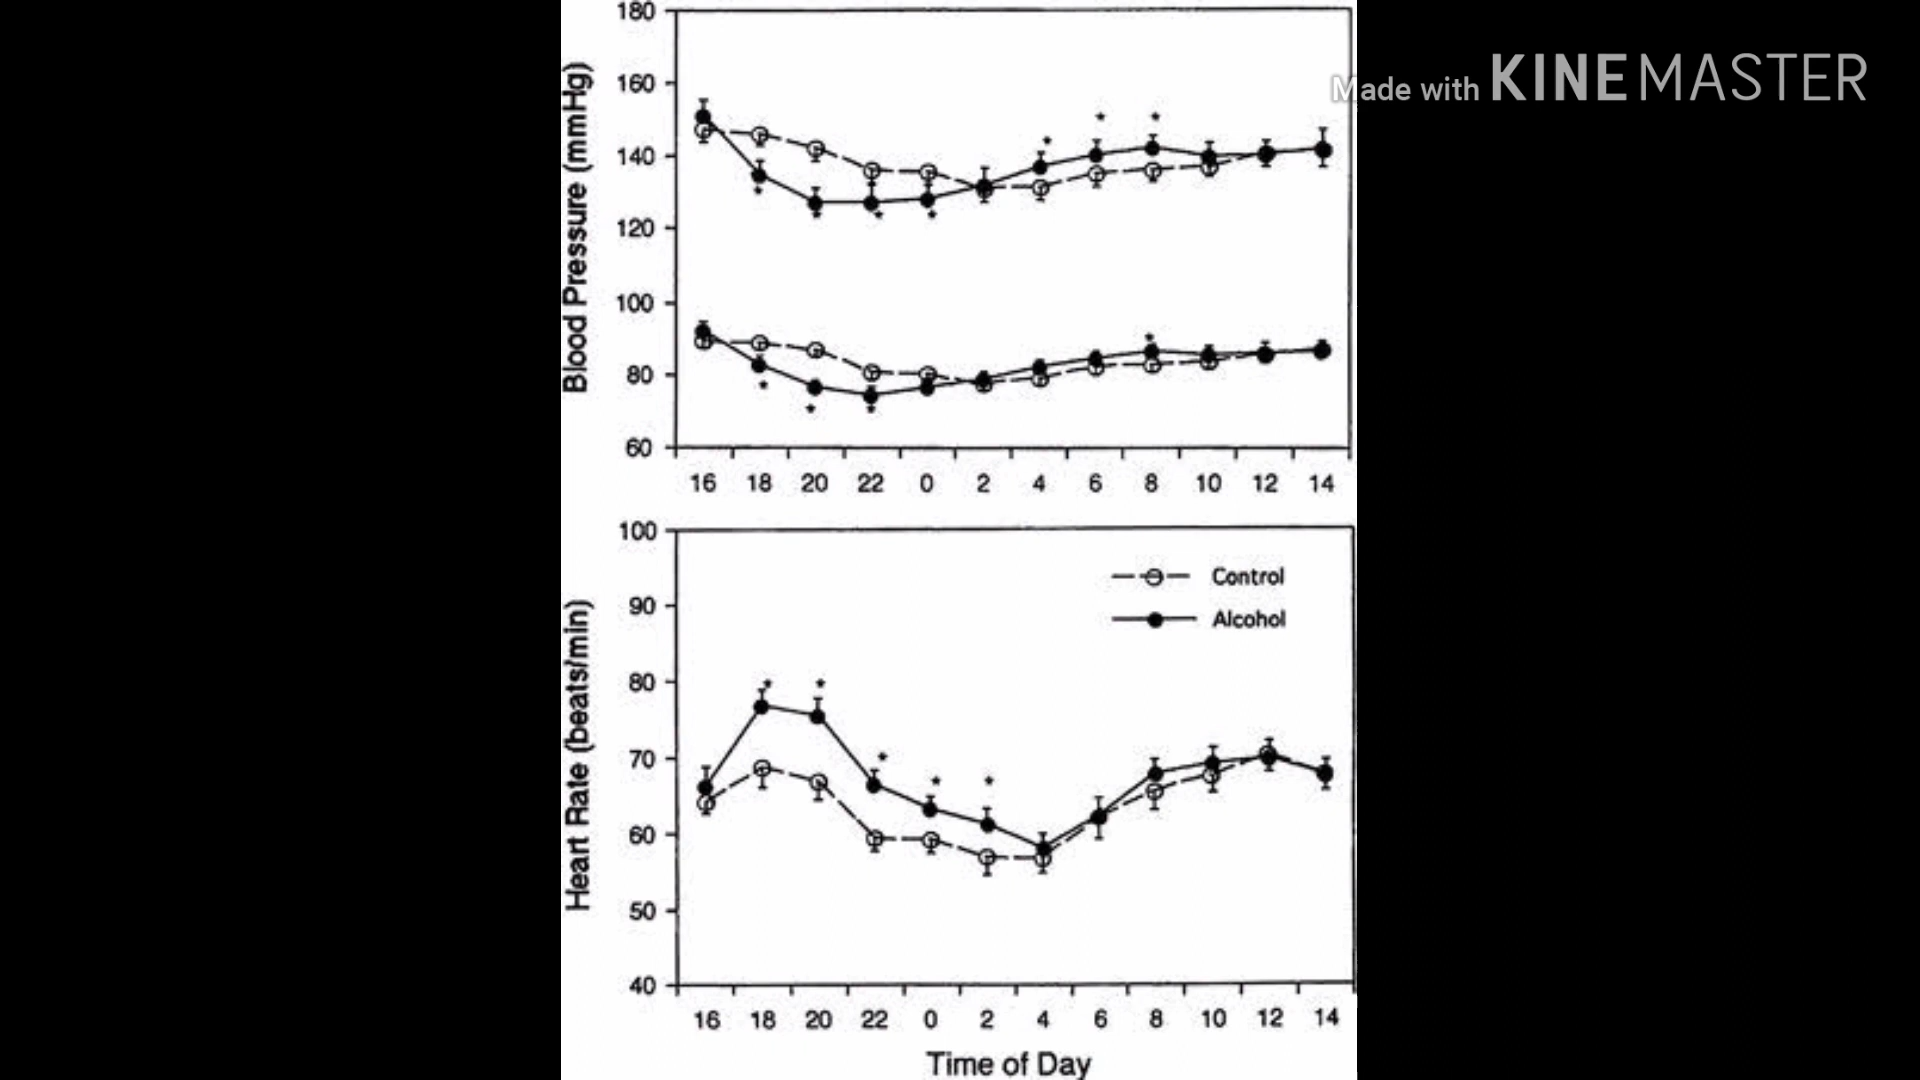 Made with KINEMASTER
180
160
140
120
100
80
60
Blood Pressure (mmHg)
* * *
* * * *
*
* * *
16 18 20 22 0 2 4 6 8 10 12 14
100
90
80
70
60
50
40
Heart Rate (beats/min)
Control
Alcohol
* *
* * *
16 18 20 22 0 2 4 6 8 10 12 14
Time of Day